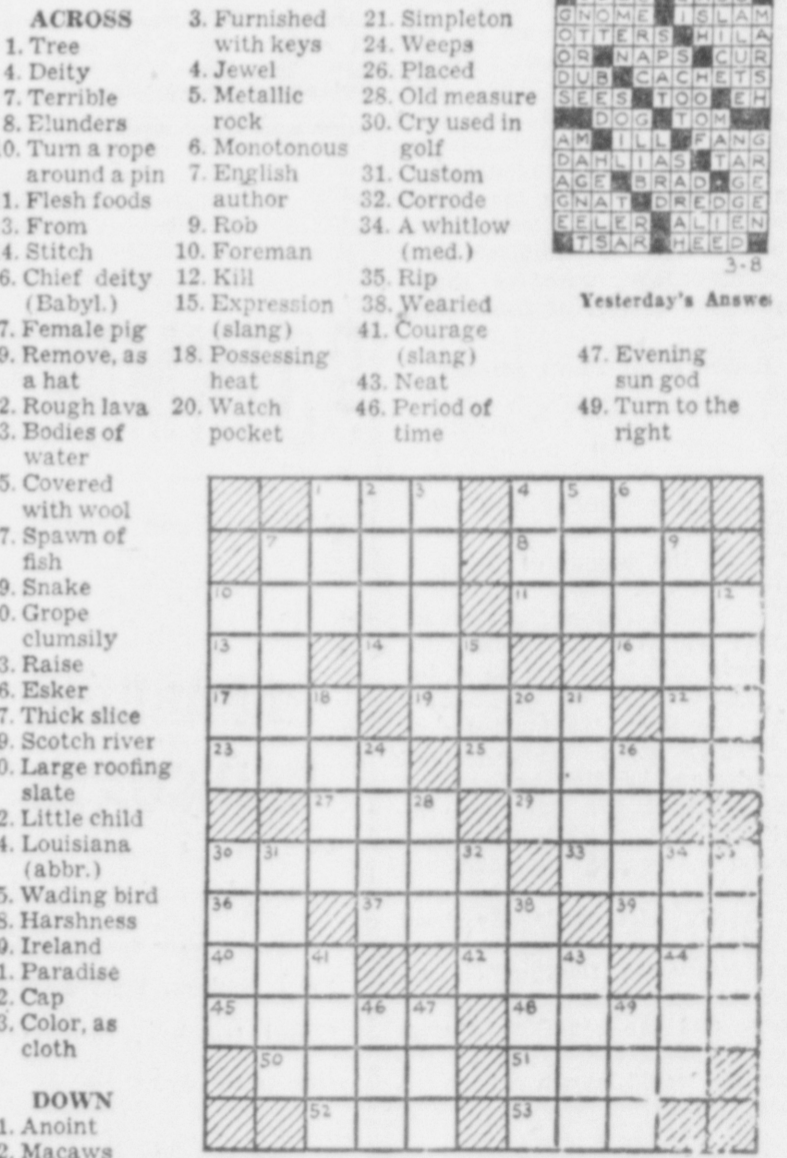 ACROSS
1. Tree
4. Deity
7. Terrible
8. Blunders
0. Turn a rope
around a pin
1. Flesh foods
3. From
4. Stitch
6. Chief deity
(Babyl.)
7. Female pig
9. Remove, as
a hat
2. Rough lava
3. Bodies of
water
5. Covered
with wool
7. Spawn of
fish
9. Snake
0. Grope
clumsily
3. Raise
6. Esker
7. Thick slice
9. Scotch river
0. Large roofing
slate
2. Little child
4. Louisiana
(abbr.)
5. Wading bird
8. Harshness
0. Ireland
1. Paradise
2. Cap
3. Color, as
cloth
DOWN
1. Anoint
2. Macaws
3. Furnished
with keys
4. Jewel
5. Metallic
rock
6. Monotonous
7. English
author
9. Rob
10. Foreman
12. Kill
15. Expression
(slang)
18. Possessing
heat
20. Watch
pocket
21. Simpleton
24. Weeps
26. Placed
28. Old measure
30. Cry used in
golf
31. Custom
32. Corrode
34. A whitlow
(med.)
35. Rip
38. Wearied
41. Courage
(slang)
43. Neat
46. Period of
time
GNOME ISLAM
OTTERS HILA
OR NAPS CUR
DUB CACHETS
SEES TOO EH
DOG TOM
AM ILL FANG
DAHLIAS TAR
AGE BRAD GE
GNAT DREDGE
EELER ALIEN
TSAR HEED
3-8
Yesterday's Answe
47. Evening
sun god
49. Turn to the
right
1 2 3 4 5 6
7 8 9
10 11 12
13 14 15 16
17 18 19 20 21 22
23 24 25 26
27 28 29
30 31 32 33 34 35
36 37 38 39
40 41 42 43 44
45 46 47 48 49
50 51
52 53